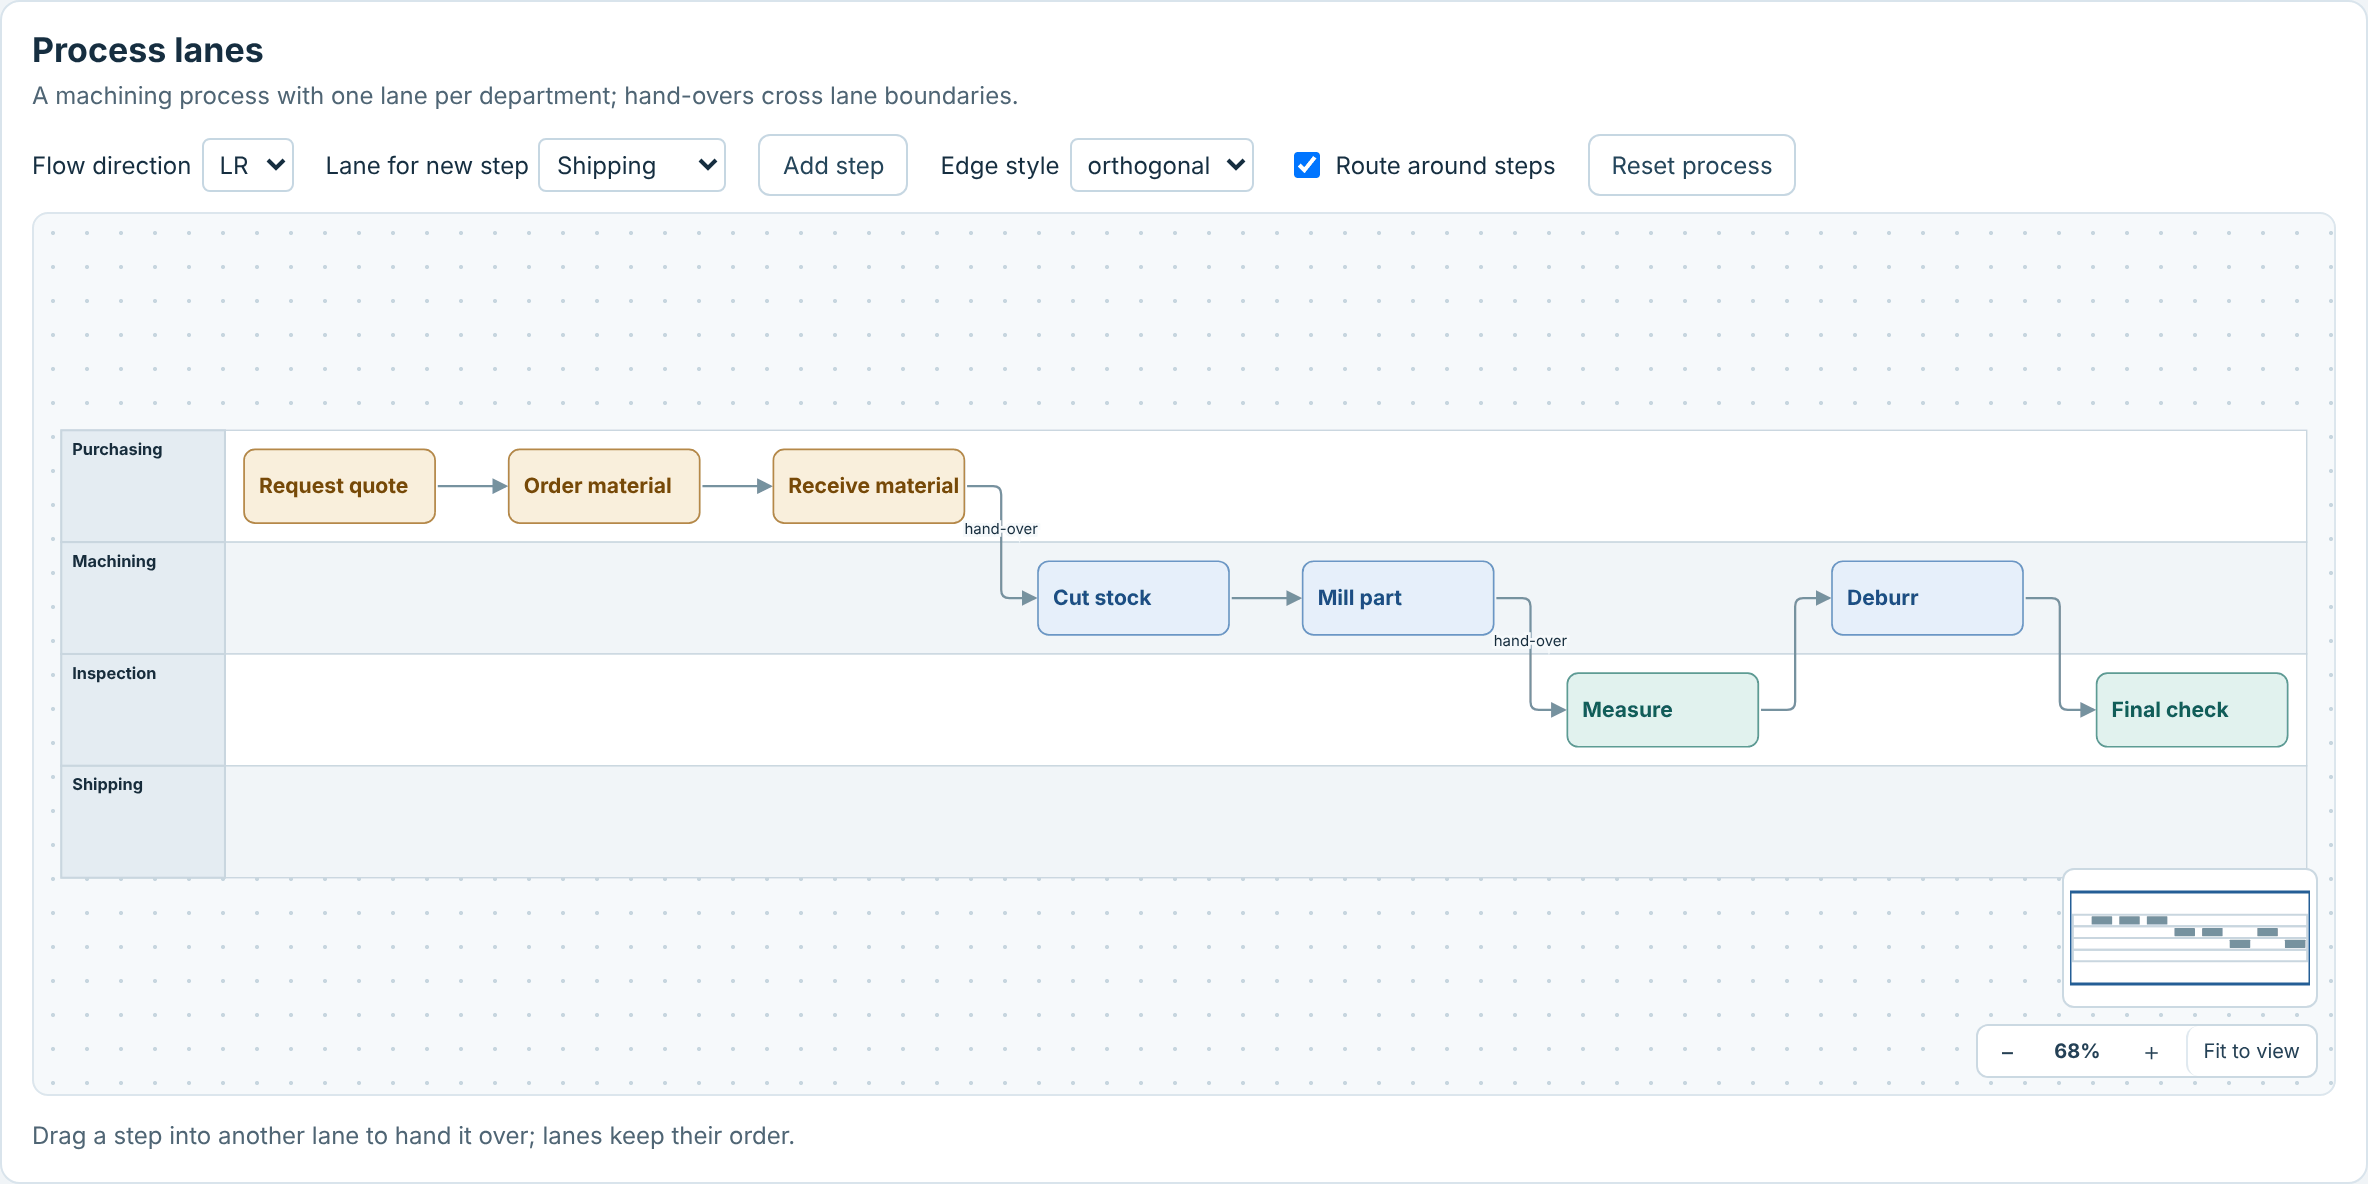 Process lanes
A machining process with one lane per department; hand-overs cross lane boundaries.
Flow direction LR Lane for new step Shipping Add step Edge style orthogonal Route around steps Reset process
Purchasing
Request quote Order material Receive material
hand-over
Machining
Cut stock Mill part Deburr
hand-over
Inspection
Measure Final check
Shipping
− 68% + Fit to view
Drag a step into another lane to hand it over; lanes keep their order.